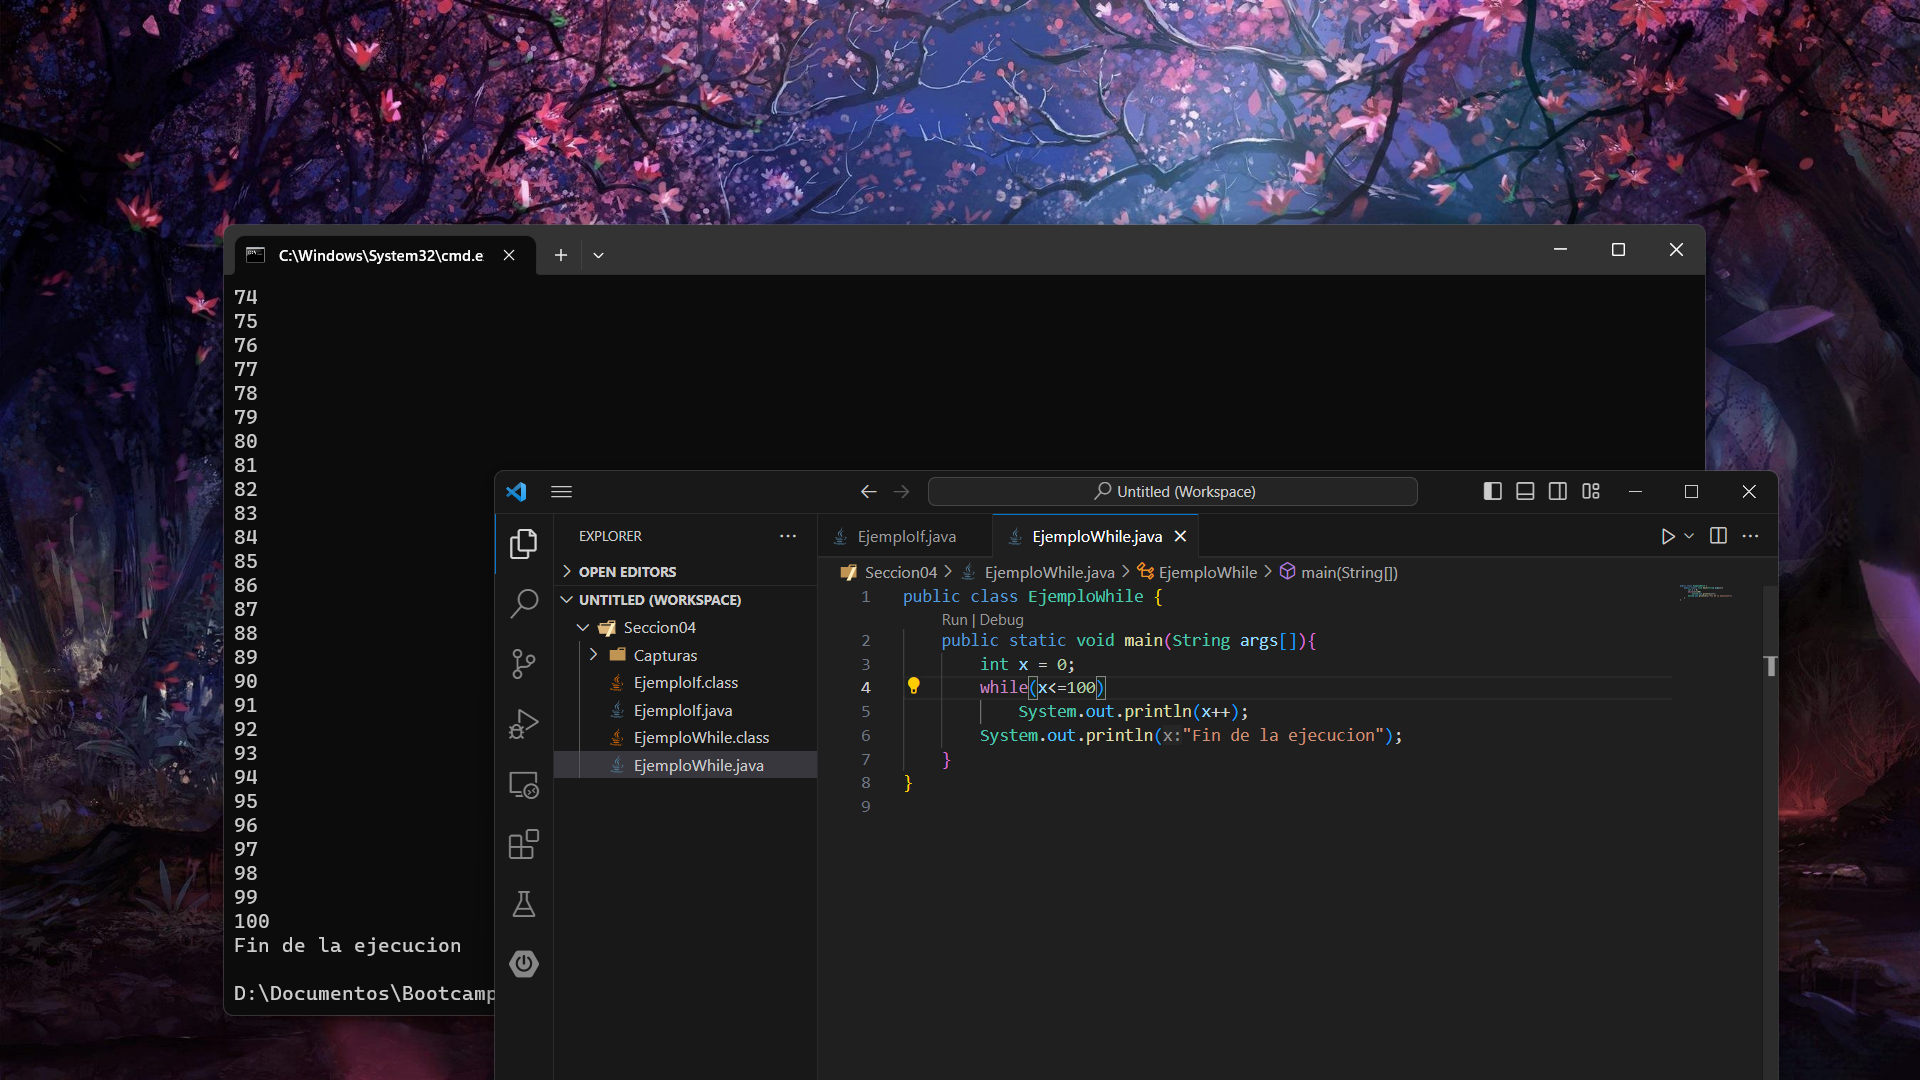 C:\Windows\System32\cmd.e
74
75
76
77
78
79
80
81
82
83
84
85
86
87
88
89
90
91
92
93
94
95
96
97
98
99
100
Fin de la ejecucion
D:\Documentos\Bootcamp
Untitled (Workspace)
EXPLORER
OPEN EDITORS
UNTITLED (WORKSPACE)
Seccion04
Capturas
EjemploIf.class
EjemploIf.java
EjemploWhile.class
EjemploWhile.java
EjemploIf.java
EjemploWhile.java
Seccion04 > EjemploWhile.java > EjemploWhile > main(String[])
1 public class EjemploWhile {
Run | Debug
2 public static void main(String args[]){
3 int x = 0;
4 while(x<=100)
5 System.out.println(x++);
6 System.out.println(x:"Fin de la ejecucion");
7 }
8 }
9